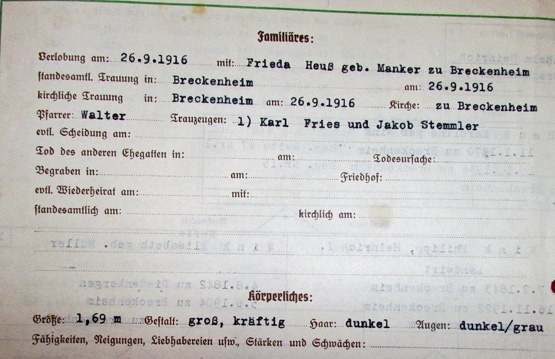 Familiäres:
Verlobung am: 26.9.1916 mit: Frieda Heuß geb. Manker zu Breckenheim
standesamtl. Trauung in: Breckenheim am: 26.9.1916
kirchliche Trauung in: Breckenheim am: 26.9.1916 Kirche: zu Breckenheim
Pfarrer: Walter Trauzeugen: 1) Karl Fries und Jakob Stemmler
evtl. Scheidung am:
Tod des anderen Ehegatten in: am: Todesursache:
Begraben in: am: Friedhof:
evtl. Wiederheirat am: mit:
standesamtlich am: kirchlich am:
Körperliches:
Größe: 1,69 m Gestalt: groß, kräftig Haar: dunkel Augen: dunkel/grau
Fähigkeiten, Neigungen, Liebhabereien usw., Stärken und Schwächen: